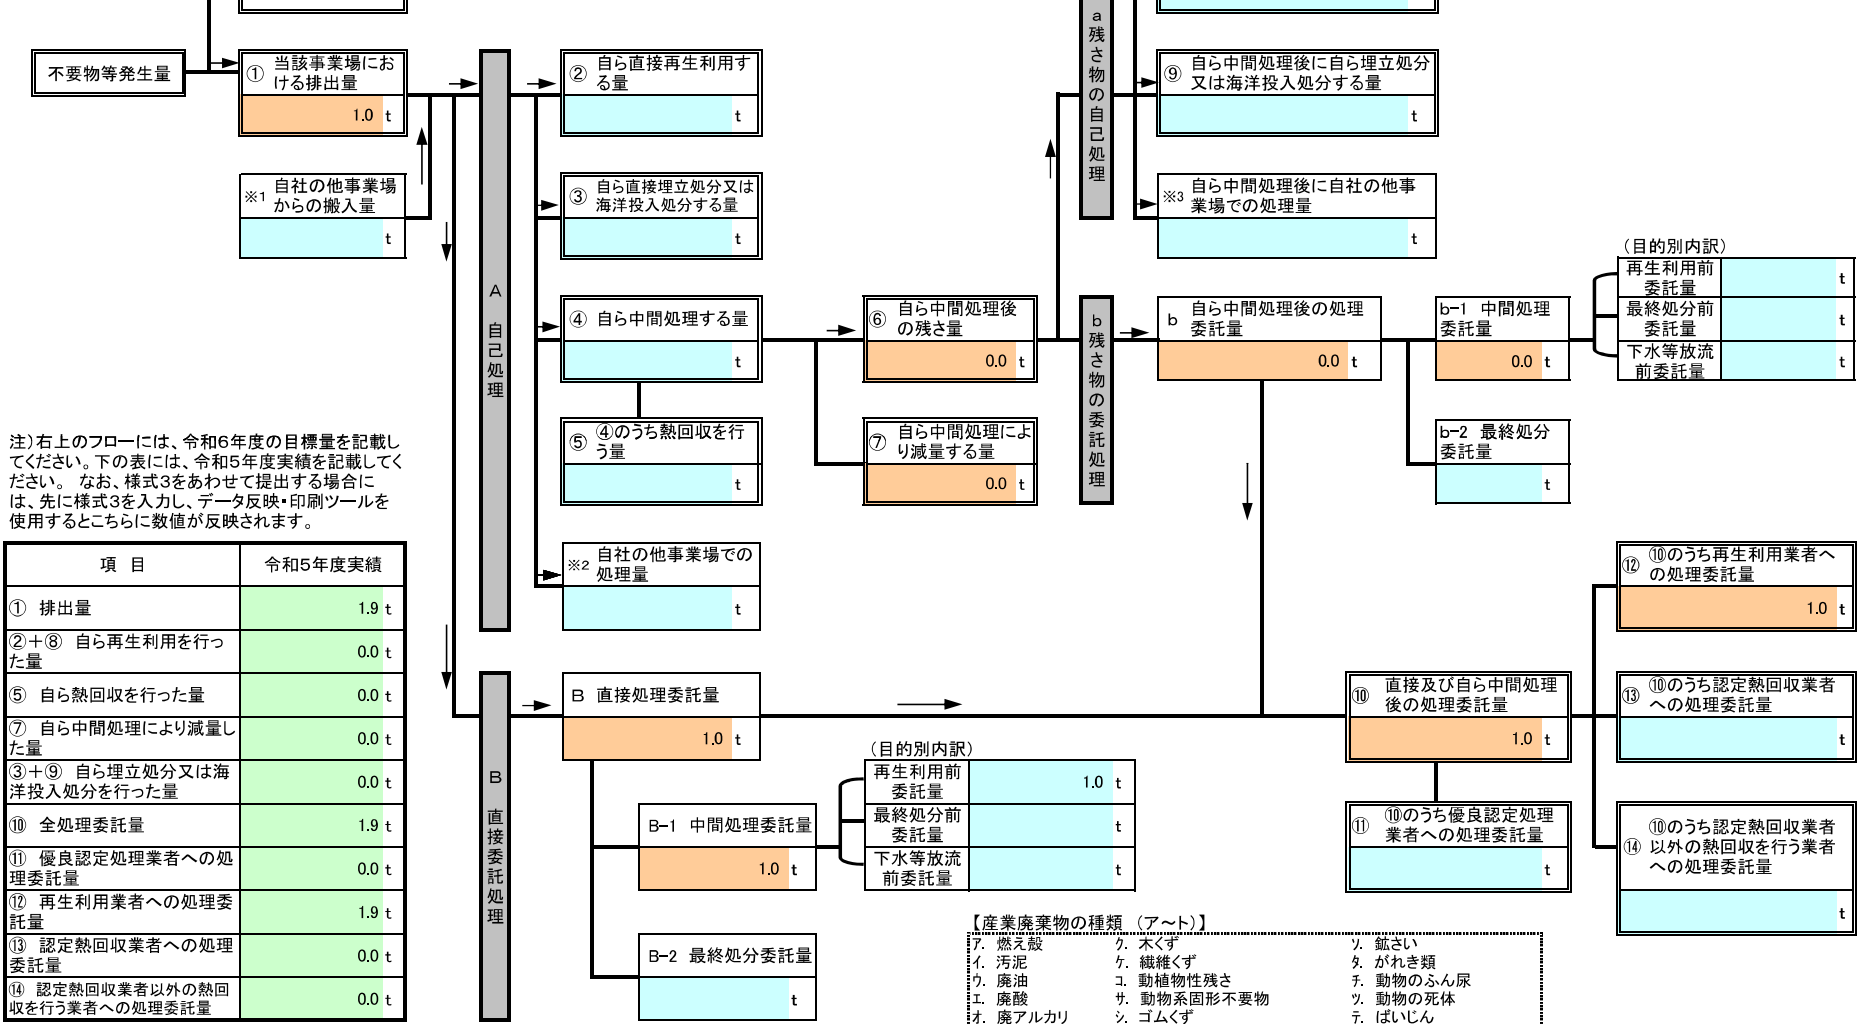 不要物等発生量
①
当該事業場にお
ける排出量
1.0 t
※1
自社の他事業場
からの搬入量
t
A 自己処理
②
自ら直接再生利用す
る量
t
③
自ら直接埋立処分又は
海洋投入処分する量
t
④ 自ら中間処理する量
t
⑤
④のうち熱回収を行
う量
t
※2
自社の他事業場での
処理量
t
⑥
自ら中間処理後
の残さ量
0.0 t
⑦
自ら中間処理によ
り減量する量
0.0 t
a 残さ物の自己処理
⑨
自ら中間処理後に自ら埋立処分
又は海洋投入処分する量
t
※3
自ら中間処理後に自社の他事
業場での処理量
t
b 残さ物の委託処理
b
自ら中間処理後の処理
委託量
0.0 t
b-1 中間処理
委託量
0.0 t
b-2 最終処分
委託量
t
(目的別内訳)
再生利用前
委託量
t
最終処分前
委託量
t
下水等放流
前委託量
t
注)右上のフローには、令和6年度の目標量を記載し
てください。下の表には、令和5年度実績を記載してく
ださい。 なお、様式3をあわせて提出する場合に
は、先に様式3を入力し、データ反映・印刷ツールを
使用するとこちらに数値が反映されます。
項 目 令和5年度実績
① 排出量 1.9 t
②+⑧ 自ら再生利用を行っ
た量
0.0 t
⑤ 自ら熱回収を行った量 0.0 t
⑦ 自ら中間処理により減量し
た量
0.0 t
③+⑨ 自ら埋立処分又は海
洋投入処分を行った量
0.0 t
⑩ 全処理委託量 1.9 t
⑪ 優良認定処理業者への処
理委託量
0.0 t
⑫ 再生利用業者への処理委
託量
1.9 t
⑬ 認定熱回収業者への処理
委託量
0.0 t
⑭ 認定熱回収業者以外の熱回
収を行う業者への処理委託量
0.0 t
B 直接委託処理
B 直接処理委託量
1.0 t
B-1 中間処理委託量
1.0 t
B-2 最終処分委託量
t
(目的別内訳)
再生利用前
委託量
1.0 t
最終処分前
委託量
t
下水等放流
前委託量
t
⑩
直接及び自ら中間処理
後の処理委託量
1.0 t
⑪
⑩のうち優良認定処理
業者への処理委託量
t
⑫
⑩のうち再生利用業者へ
の処理委託量
1.0 t
⑬
⑩のうち認定熱回収業者
への処理委託量
t
⑭
⑩のうち認定熱回収業者
以外の熱回収を行う業者
への処理委託量
t
【産業廃棄物の種類 (ア~ト)】
ア. 燃え殻 ク. 木くず ソ. 鉱さい
イ. 汚泥 ケ. 繊維くず タ. がれき類
ウ. 廃油 コ. 動植物性残さ チ. 動物のふん尿
エ. 廃酸 サ. 動物系固形不要物 ツ. 動物の死体
オ. 廃アルカリ シ. ゴムくず テ. ばいじん